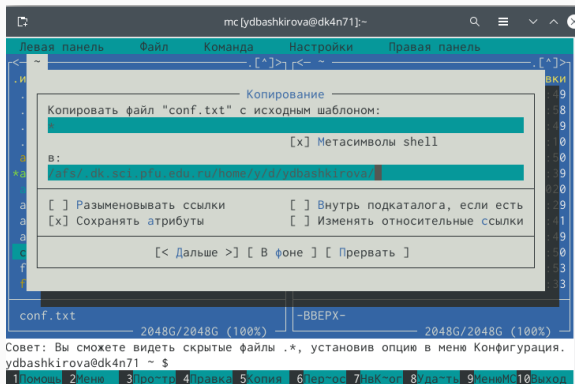 mc [ydbashkirova@dk4n71]:~
Левая панель Файл Команда Настройки Правая панель
Копирование
Копировать файл "conf.txt" с исходным шаблоном:
*
[x] Метасимволы shell
в:
/afs/.dk.sci.pfu.edu.ru/home/y/d/ydbashkirova/
[ ] Разыменовывать ссылки [ ] Внутрь подкаталога, если есть
[x] Сохранять атрибуты [ ] Изменять относительные ссылки
[< Дальше >] [ В фоне ] [ Прервать ]
conf.txt -ВВЕРХ-
2048G/2048G (100%) 2048G/2048G (100%)
Совет: Вы сможете видеть скрытые файлы .*, установив опцию в меню Конфигурация.
ydbashkirova@dk4n71 ~ $
1Помощь 2Меню 3Про~тр 4Правка 5Копия 6Пер~ос 7НвК~ог 8Уда~ть 9МенюМС 10Выход